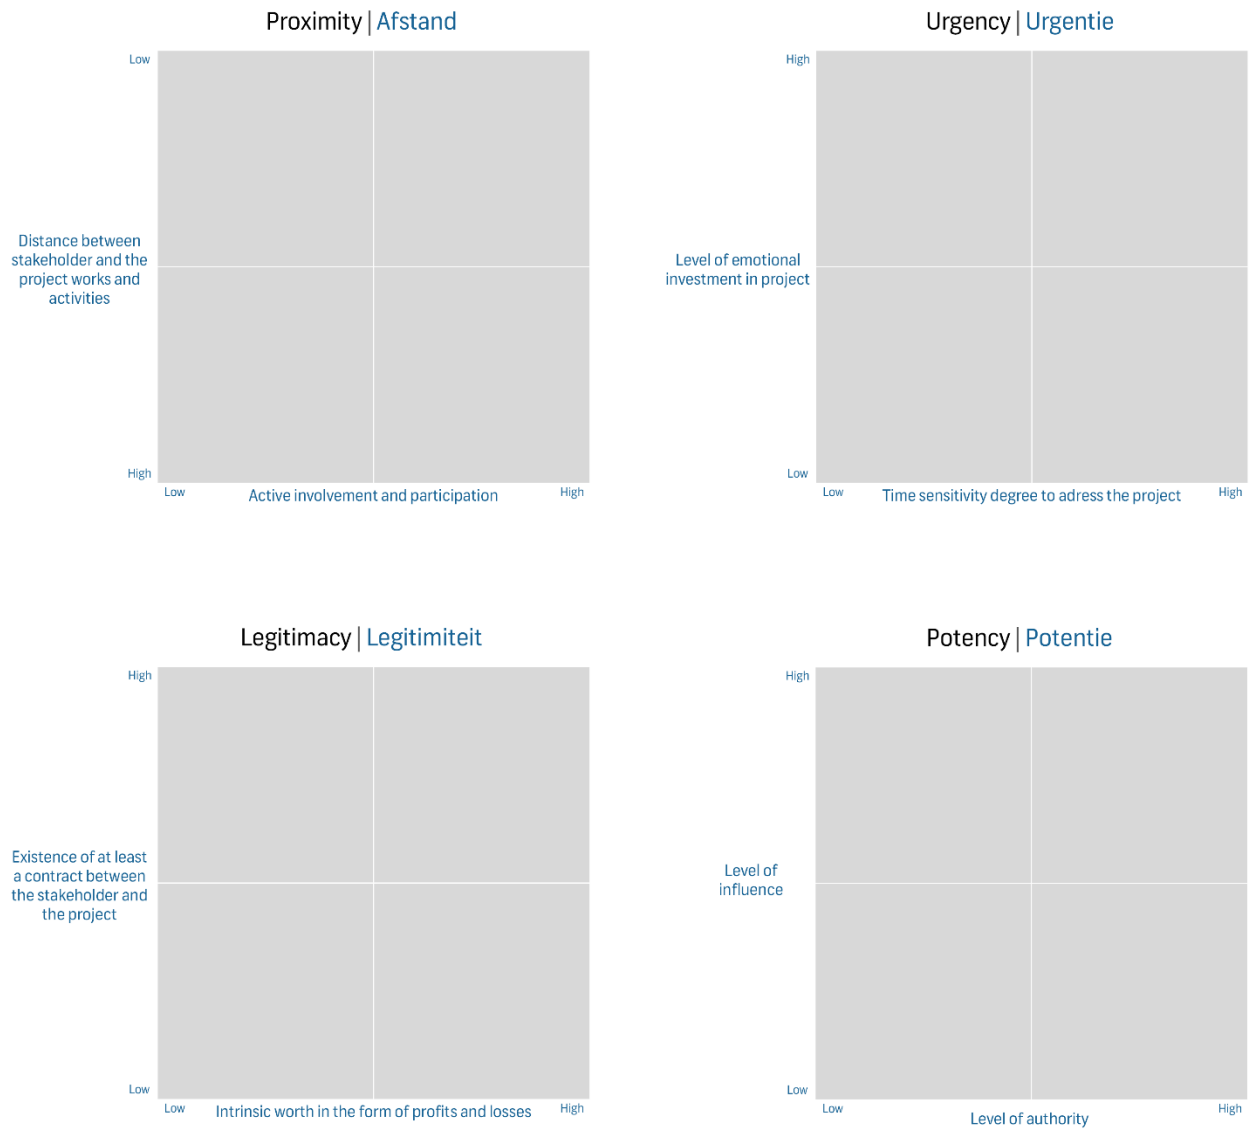 Proximity | Afstand
Low
Distance between
stakeholder and the
project works and
activities
High
Low
Active involvement and participation
High
Urgency | Urgentie
High
Level of emotional
investment in project
Low
Low
Time sensitivity degree to adress the project
High
Legitimacy | Legitimiteit
High
Existence of at least
a contract between
the stakeholder and
the project
Low
Low
Intrinsic worth in the form of profits and losses
High
Potency | Potentie
High
Level of
influence
Low
Low
Level of authority
High